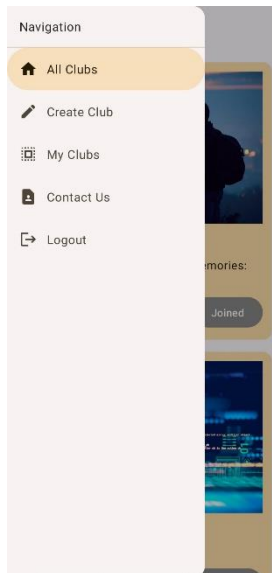 Navigation
All Clubs
Create Club
My Clubs
Contact Us
Logout
emories:
Joined